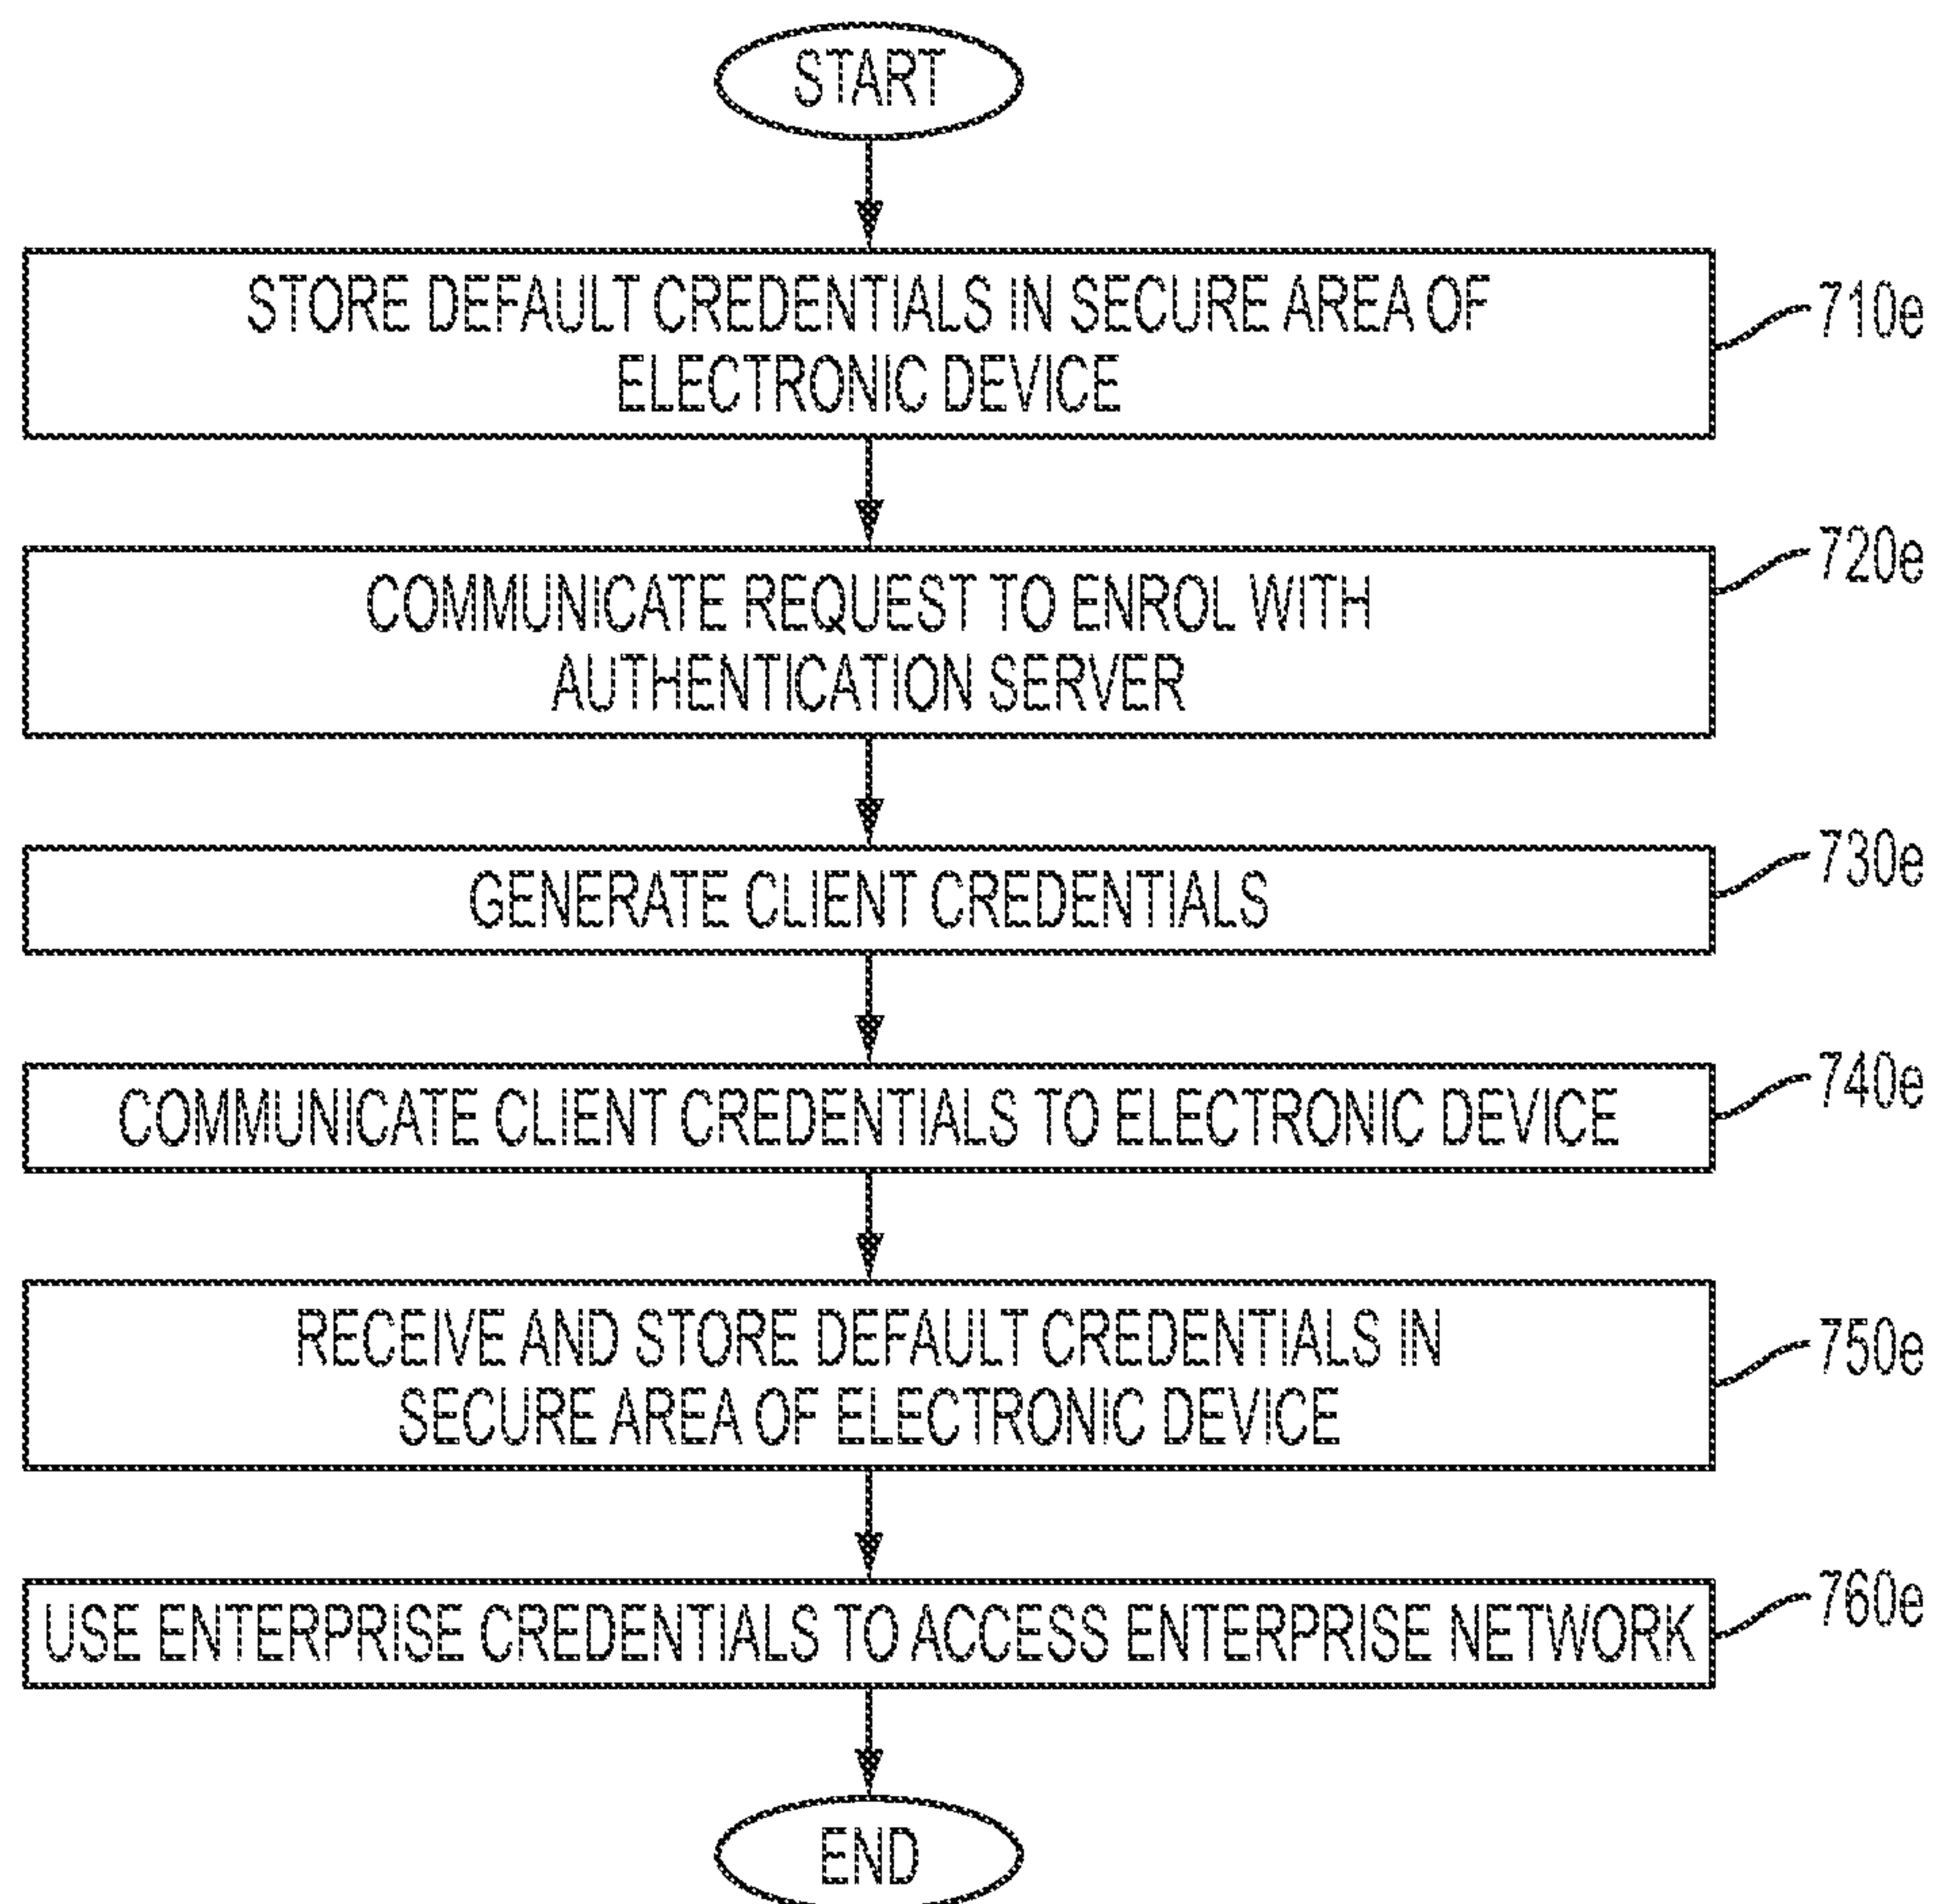 START
STORE DEFAULT CREDENTIALS IN SECURE AREA OF
ELECTRONIC DEVICE
710e
COMMUNICATE REQUEST TO ENROL WITH
AUTHENTICATION SERVER
720e
GENERATE CLIENT CREDENTIALS
730e
COMMUNICATE CLIENT CREDENTIALS TO ELECTRONIC DEVICE
740e
RECEIVE AND STORE DEFAULT CREDENTIALS IN
SECURE AREA OF ELECTRONIC DEVICE
750e
USE ENTERPRISE CREDENTIALS TO ACCESS ENTERPRISE NETWORK
760e
END